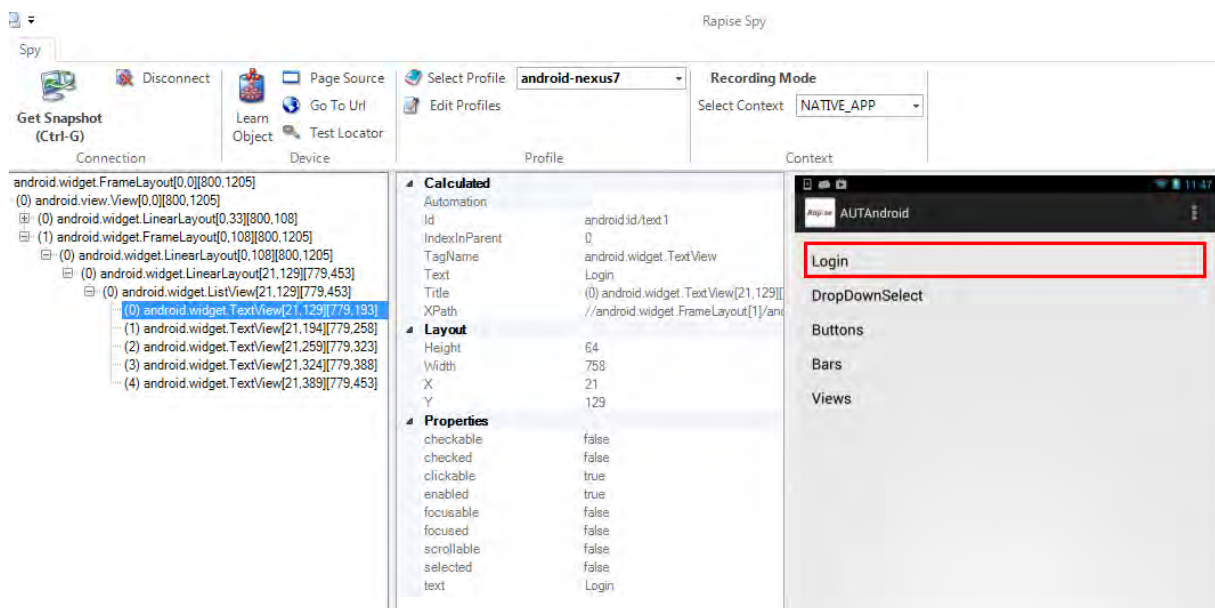 Rapise Spy
Spy
Get Snapshot
(Ctrl-G)
Disconnect
Connection
Learn
Object
Page Source
Go To Url
Test Locator
Device
Select Profile android-nexus7
Edit Profiles
Profile
Recording Mode
Select Context NATIVE_APP
Context
android.widget.FrameLayout[0,0][800,1205]
(0) android.view.View[0,0][800,1205]
(0) android.widget.LinearLayout[0,33][800,108]
(1) android.widget.FrameLayout[0,108][800,1205]
(0) android.widget.LinearLayout[0,108][800,1205]
(0) android.widget.LinearLayout[21,129][779,453]
(0) android.widget.ListView[21,129][779,453]
(0) android.widget.TextView[21,129][779,193]
(1) android.widget.TextView[21,194][779,258]
(2) android.widget.TextView[21,259][779,323]
(3) android.widget.TextView[21,324][779,388]
(4) android.widget.TextView[21,389][779,453]
Calculated
Automation
Id android:id/text1
IndexInParent 0
TagName android.widget.TextView
Text Login
Title (0) android.widget.TextView[21,129][
XPath //android.widget.FrameLayout[1]/and
Layout
Height 64
Width 758
X 21
Y 129
Properties
checkable false
checked false
clickable true
enabled true
focusable false
focused false
scrollable false
selected false
text Login
11:47
Rapise AUTAndroid
Login
DropDownSelect
Buttons
Bars
Views